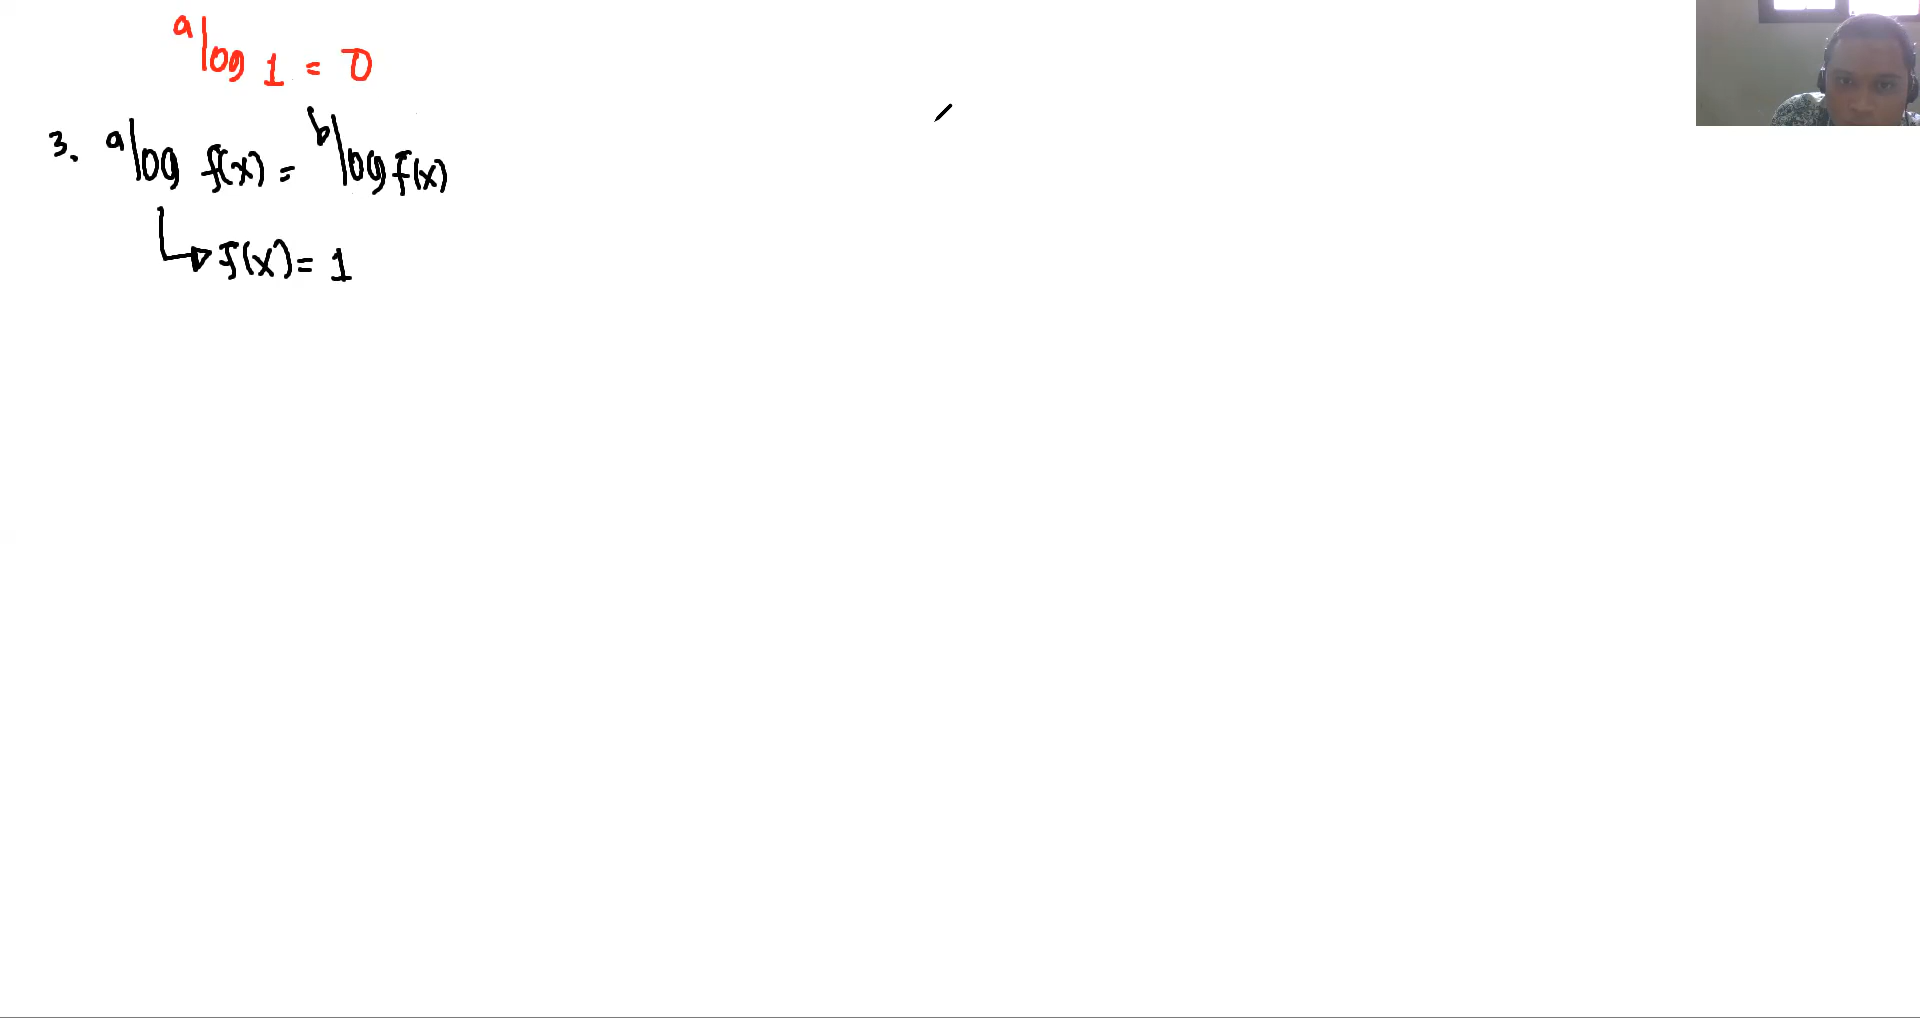 ᵃlog 1 = 0
3. ᵃlog f(x) = ᵇlog f(x)
f(x) = 1